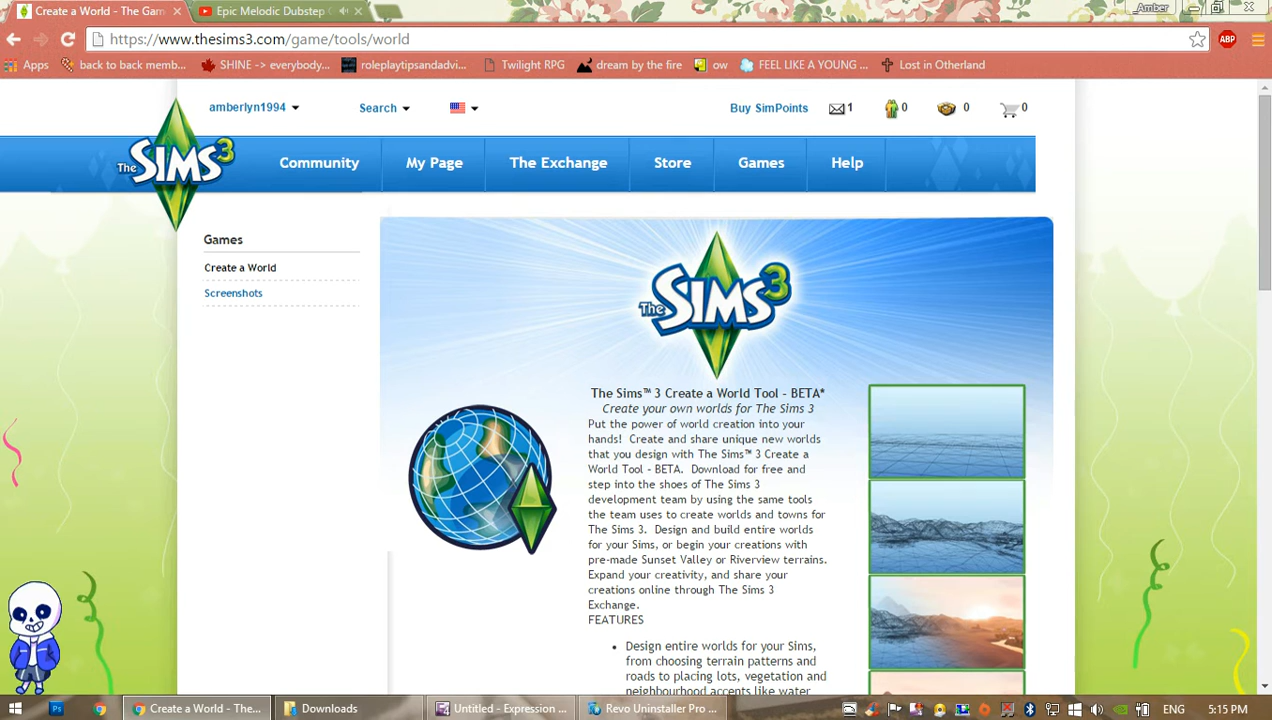 Create a World - The Gam
Epic Melodic Dubstep
_Amber
https://www.thesims3.com/game/tools/world
ABP
Apps
back to back memb...
SHINE -> everybody...
roleplaytipsandadvi...
Twilight RPG
dream by the fire
ow
FEEL LIKE A YOUNG ...
Lost in Otherland
amberlyn1994
Search
Buy SimPoints
1
0
0
0
The SIMS 3
Community
My Page
The Exchange
Store
Games
Help
Games
Create a World
Screenshots
The SIMS 3
The Sims™ 3 Create a World Tool - BETA*
Create your own worlds for The Sims 3
Put the power of world creation into your
hands! Create and share unique new worlds
that you design with The Sims™ 3 Create a
World Tool - BETA. Download for free and
step into the shoes of The Sims 3
development team by using the same tools
the team uses to create worlds and towns for
The Sims 3. Design and build entire worlds
for your Sims, or begin your creations with
pre-made Sunset Valley or Riverview terrains.
Expand your creativity, and share your
creations online through The Sims 3
Exchange.
FEATURES
• Design entire worlds for your Sims,
from choosing terrain patterns and
roads to placing lots, vegetation and
neighbourhood accents like water
Ps
Create a World - The...
Downloads
Untitled - Expression ...
Revo Uninstaller Pro ...
ENG
5:15 PM